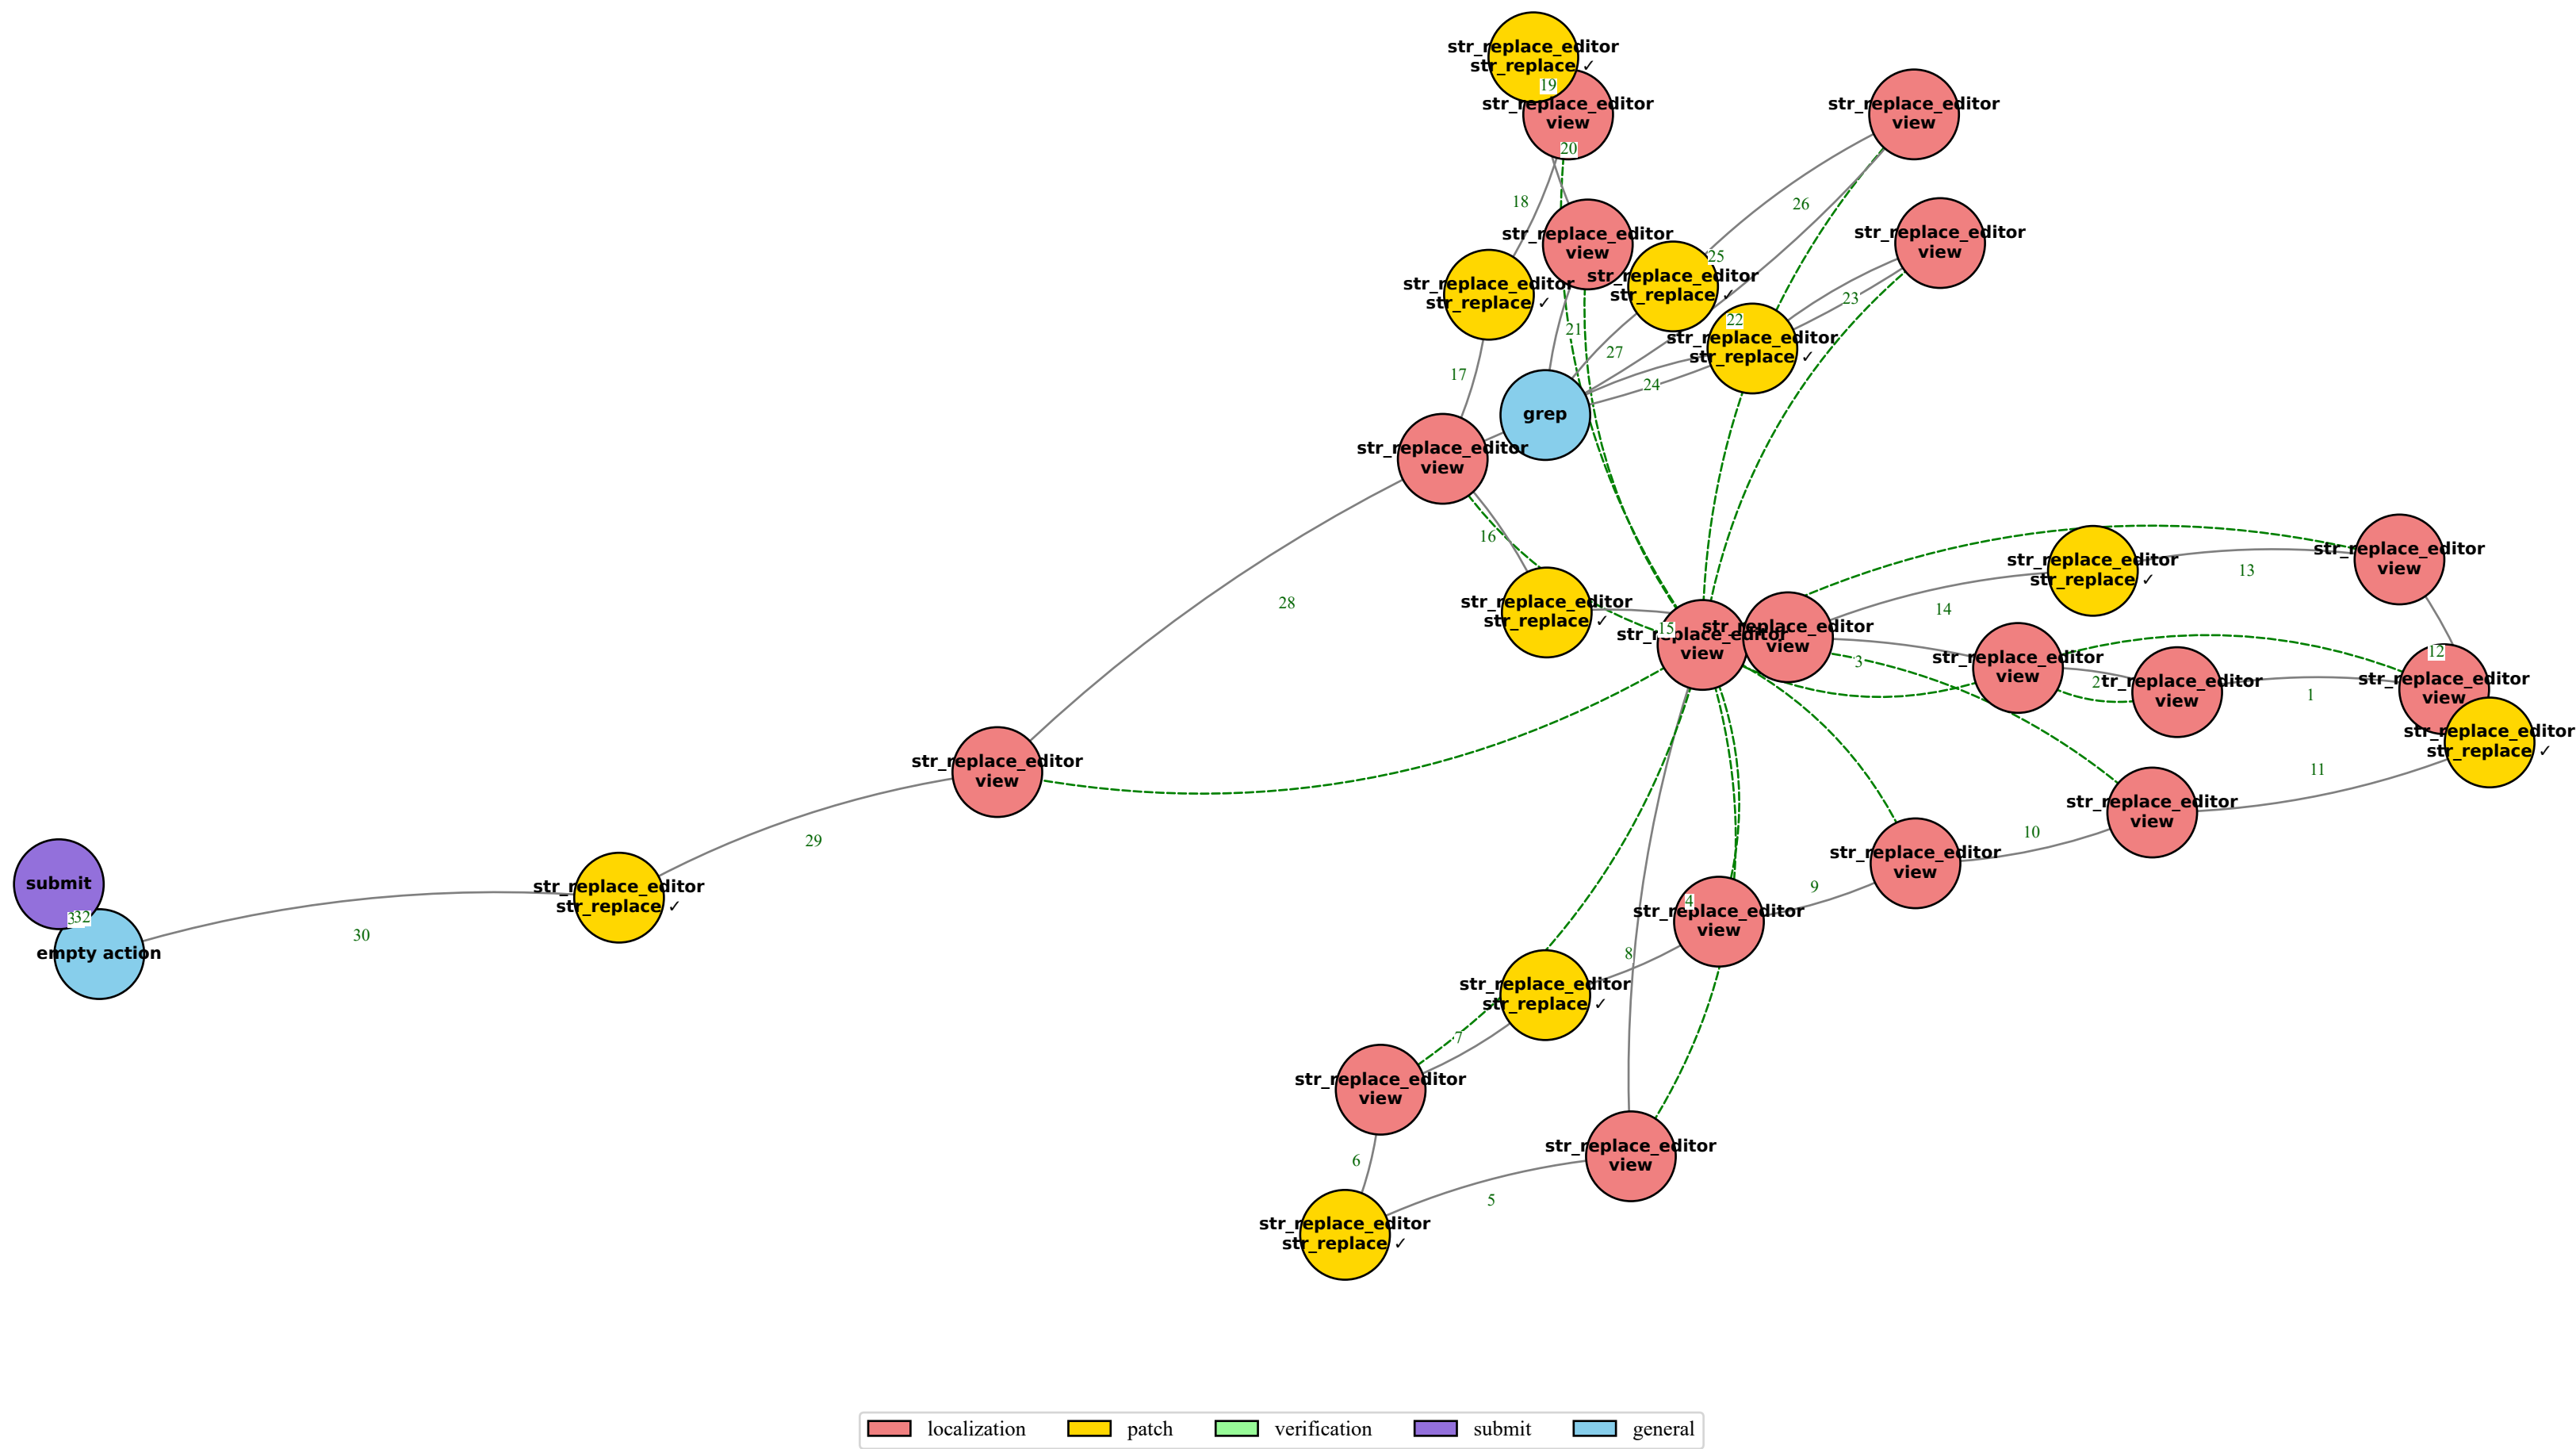 str_replace_editor
str_replace ✓
19
str_replace_editor
view
20
str_replace_editor
view
18
26
str_replace_editor
view
str_replace_editor
view
25
str_replace_editor
str_replace ✓
str_replace_editor
str_replace ✓
23
22
21
str_replace_editor
str_replace ✓
27
17
24
grep
str_replace_editor
view
16
str_replace_editor
view
str_replace_editor
str_replace ✓
13
28
str_replace_editor
str_replace ✓
14
15
str_replace_editor
view
str_replace_editor
view
3
str_replace_editor
view
12
2
tr_replace_editor
view
1
str_replace_editor
view
str_replace_editor
str_replace ✓
11
str_replace_editor
view
str_replace_editor
view
10
29
str_replace_editor
view
9
submit
str_replace_editor
str_replace ✓
4
str_replace_editor
view
332
30
empty action
8
str_replace_editor
str_replace ✓
7
str_replace_editor
view
6
str_replace_editor
view
5
str_replace_editor
str_replace ✓
localization
patch
verification
submit
general